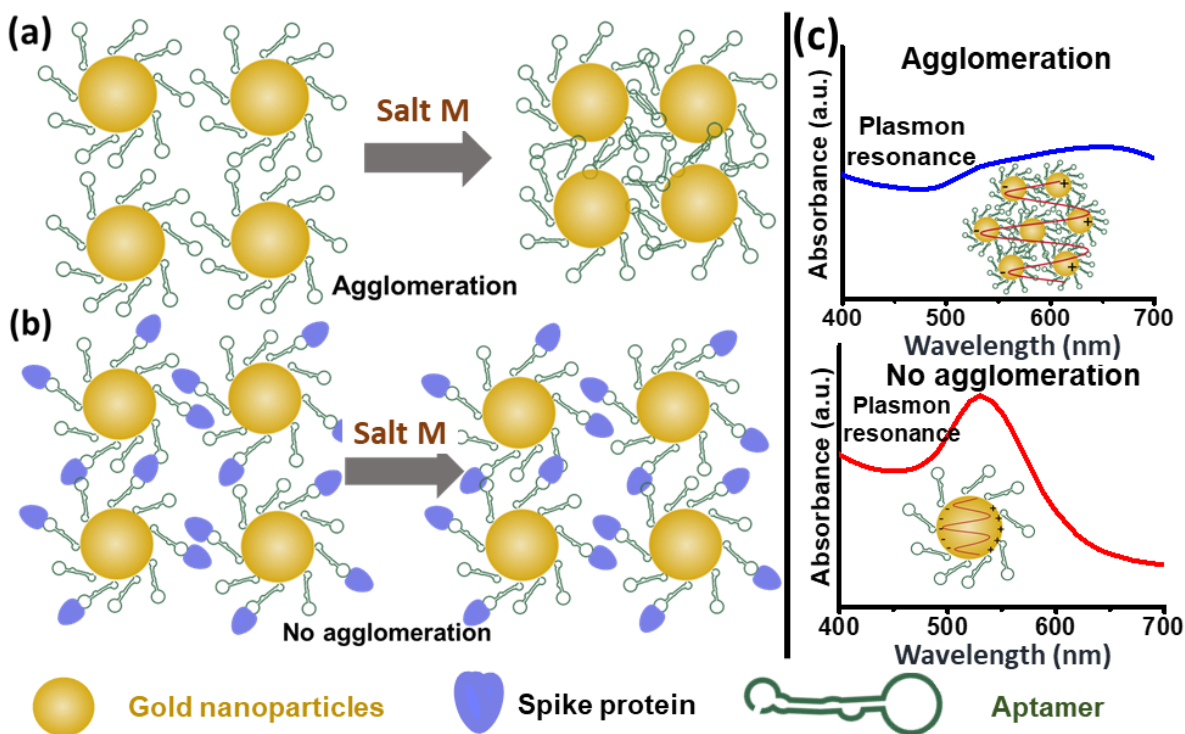 (a)
Salt M
Agglomeration
(b)
Salt M
No agglomeration
(c)
Agglomeration
Plasmon
resonance
Absorbance (a.u.)
- + - + - +
400 500 600 700
Wavelength (nm)
No agglomeration
Plasmon
resonance
Absorbance (a.u.)
400 500 600 700
Wavelength (nm)
Gold nanoparticles
Spike protein
Aptamer